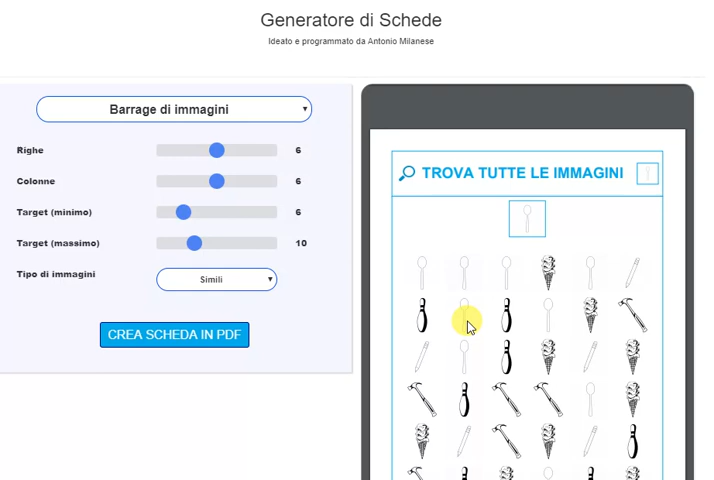 Generatore di Schede
Ideato e programmato da Antonio Milanese
Barrage di immagini
Righe 6
Colonne 6
Target (minimo) 6
Target (massimo) 10
Tipo di immagini Simili
CREA SCHEDA IN PDF
TROVA TUTTE LE IMMAGINI